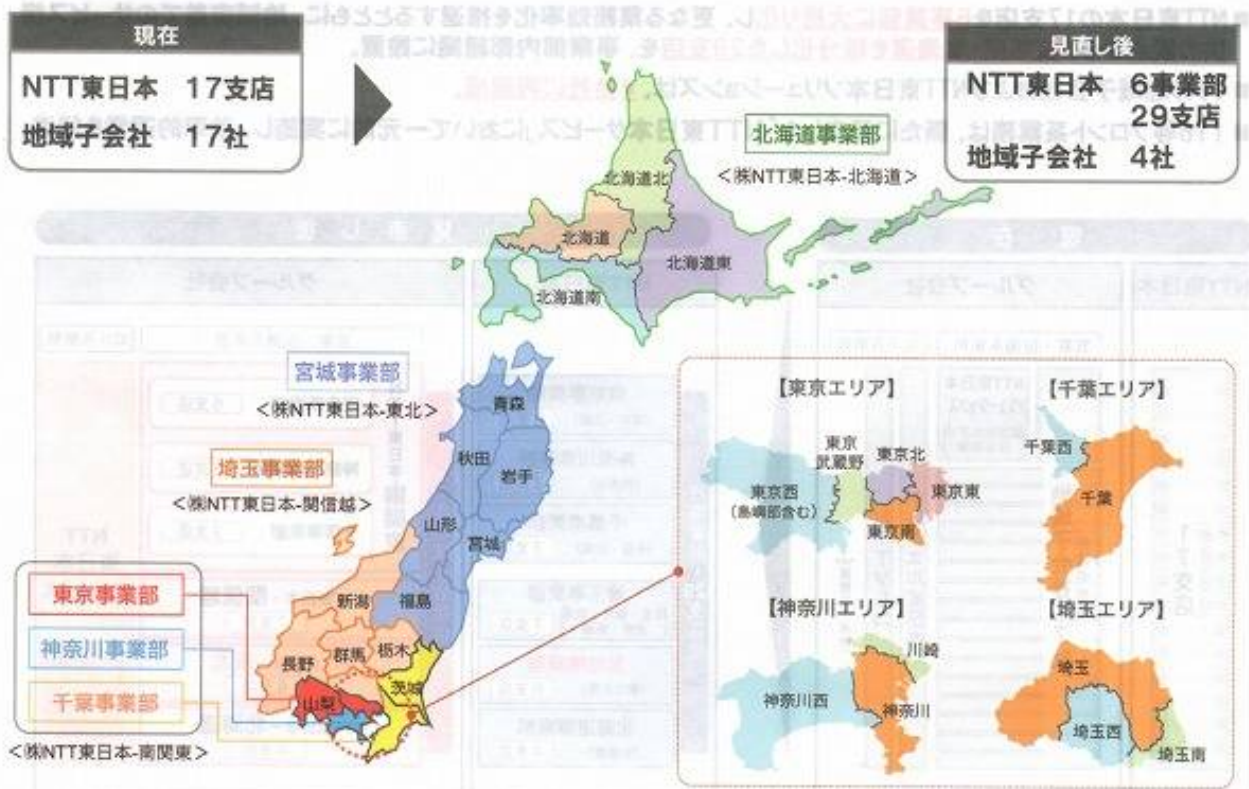 現在
NTT東日本 17支店
地域子会社 17社
見直し後
NTT東日本 6事業部
29支店
地域子会社 4社
北海道事業部
<㈱NTT東日本-北海道>
北海道北
北海道
北海道東
北海道南
宮城事業部
<㈱NTT東日本-東北>
青森
秋田
岩手
山形
宮城
福島
埼玉事業部
<㈱NTT東日本-関信越>
新潟
長野
群馬
栃木
茨城
山梨
東京事業部
神奈川事業部
千葉事業部
<㈱NTT東日本-南関東>
【東京エリア】
東京
武蔵野
東京北
東京西
(島嶼部含む)
東京東
東京南
【千葉エリア】
千葉西
千葉
【神奈川エリア】
川崎
神奈川西
神奈川
【埼玉エリア】
埼玉
埼玉西
埼玉南